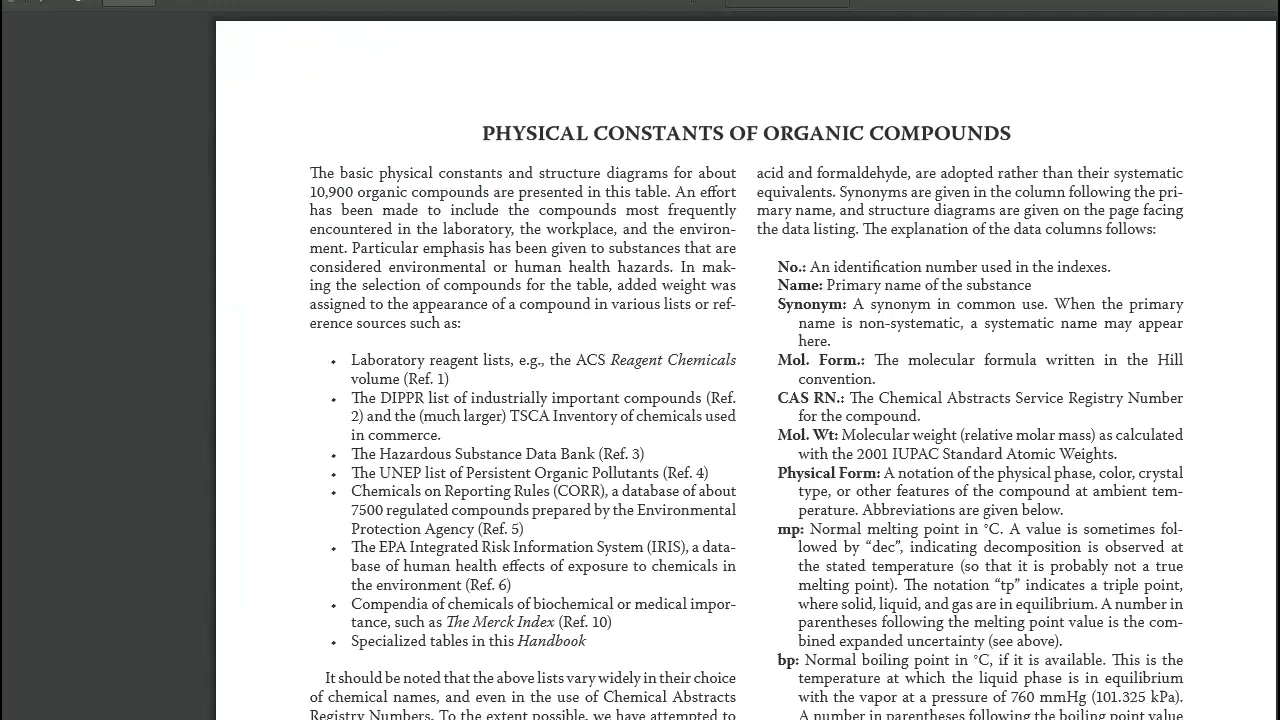 PHYSICAL CONSTANTS OF ORGANIC COMPOUNDS
The basic physical constants and structure diagrams for about
10,900 organic compounds are presented in this table. An effort
has been made to include the compounds most frequently
encountered in the laboratory, the workplace, and the environ-
ment. Particular emphasis has been given to substances that are
considered environmental or human health hazards. In mak-
ing the selection of compounds for the table, added weight was
assigned to the appearance of a compound in various lists or ref-
erence sources such as:
• Laboratory reagent lists, e.g., the ACS Reagent Chemicals
volume (Ref. 1)
• The DIPPR list of industrially important compounds (Ref.
2) and the (much larger) TSCA Inventory of chemicals used
in commerce.
• The Hazardous Substance Data Bank (Ref. 3)
• The UNEP list of Persistent Organic Pollutants (Ref. 4)
• Chemicals on Reporting Rules (CORR), a database of about
7500 regulated compounds prepared by the Environmental
Protection Agency (Ref. 5)
• The EPA Integrated Risk Information System (IRIS), a data-
base of human health effects of exposure to chemicals in
the environment (Ref. 6)
• Compendia of chemicals of biochemical or medical impor-
tance, such as The Merck Index (Ref. 10)
• Specialized tables in this Handbook
It should be noted that the above lists vary widely in their choice
of chemical names, and even in the use of Chemical Abstracts
Registry Numbers. To the extent possible, we have attempted to
acid and formaldehyde, are adopted rather than their systematic
equivalents. Synonyms are given in the column following the pri-
mary name, and structure diagrams are given on the page facing
the data listing. The explanation of the data columns follows:
No.: An identification number used in the indexes.
Name: Primary name of the substance
Synonym: A synonym in common use. When the primary
name is non-systematic, a systematic name may appear
here.
Mol. Form.: The molecular formula written in the Hill
convention.
CAS RN.: The Chemical Abstracts Service Registry Number
for the compound.
Mol. Wt: Molecular weight (relative molar mass) as calculated
with the 2001 IUPAC Standard Atomic Weights.
Physical Form: A notation of the physical phase, color, crystal
type, or other features of the compound at ambient tem-
perature. Abbreviations are given below.
mp: Normal melting point in °C. A value is sometimes fol-
lowed by “dec”, indicating decomposition is observed at
the stated temperature (so that it is probably not a true
melting point). The notation “tp” indicates a triple point,
where solid, liquid, and gas are in equilibrium. A number in
parentheses following the melting point value is the com-
bined expanded uncertainty (see above).
bp: Normal boiling point in °C, if it is available. This is the
temperature at which the liquid phase is in equilibrium
with the vapor at a pressure of 760 mmHg (101.325 kPa).
A number in parentheses following the boiling point value